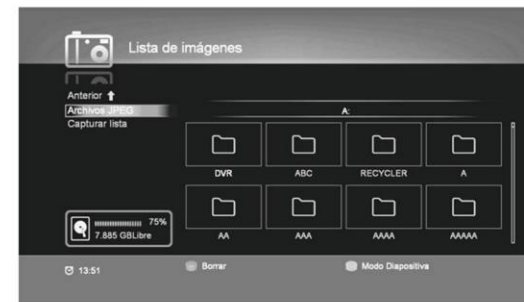 Lista de imágenes
Anterior
Archivos JPEG
Capturar lista
A:
DVR
ABC
RECYCLER
A
AA
AAA
AAAA
AAAAA
75%
7.885 GBLibre
13:51
Borrar
Modo Diapositiva